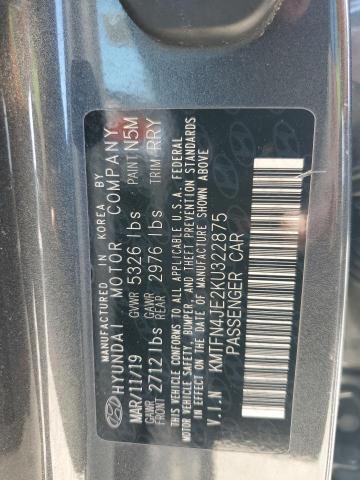 MANUFACTURED IN KOREA BY
HYUNDAI MOTOR COMPANY
MAR/11/19 GVWR 5326 lbs PAINT N5M
GAWR FRONT 2712 lbs GAWR REAR 2976 lbs TRIM RRY
THIS VEHICLE CONFORMS TO ALL APPLICABLE U.S.A. FEDERAL
MOTOR VEHICLE SAFETY, BUMPER, AND THEFT PREVENTION STANDARDS
IN EFFECT ON THE DATE OF MANUFACTURE SHOWN ABOVE
V.I.N KMTFN4JE2KU323875
PASSENGER CAR